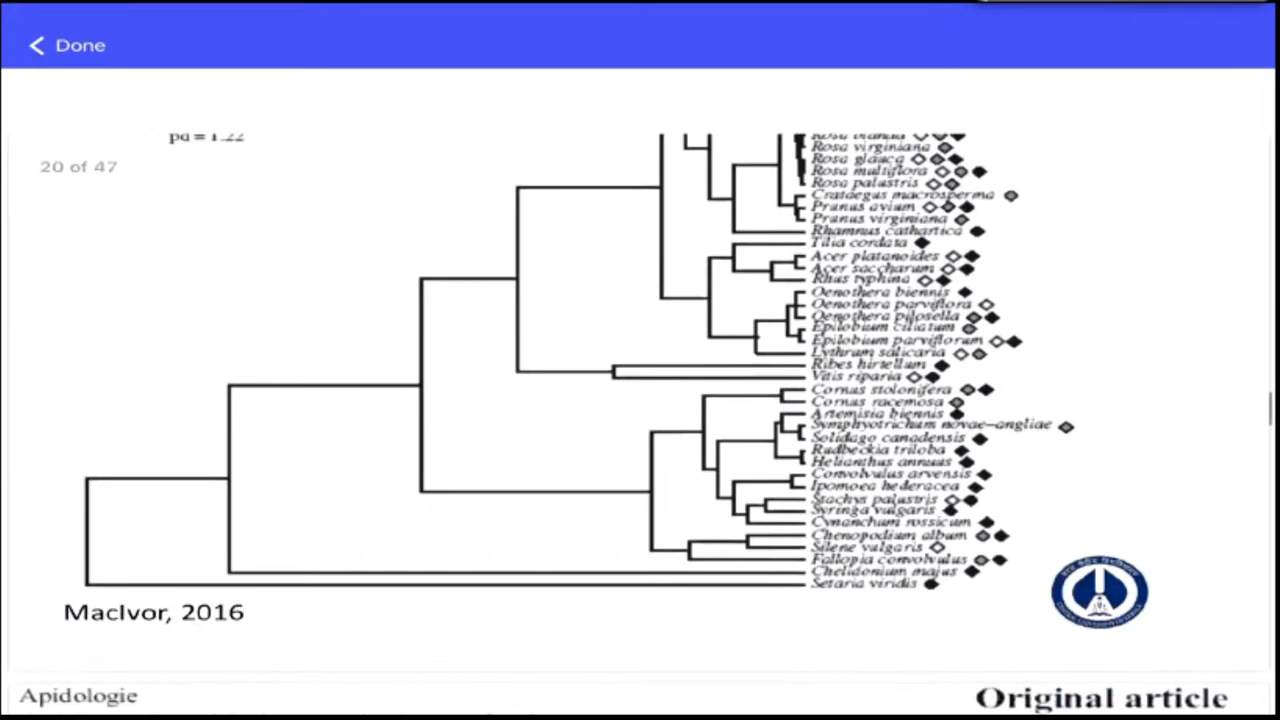 Done
pd = 1.22
20 of 47
Rosa blanda
Rosa virginiana
Rosa glauca
Rosa multiflora
Rosa palustris
Crataegus macrosperma
Prunus avium
Prunus virginiana
Rhamnus cathartica
Tilia cordata
Acer platanoides
Acer saccharum
Rhus typhina
Oenothera biennis
Oenothera parviflora
Oenothera pilosella
Epilobium ciliatum
Epilobium parviflorum
Lythrum salicaria
Ribes hirtellum
Vitis riparia
Cornus stolonifera
Cornus racemosa
Artemisia biennis
Symphyotrichum novae-angliae
Solidago canadensis
Rudbeckia triloba
Helianthus annuus
Convolvulus arvensis
Ipomoea hederacea
Stachys palustris
Syringa vulgaris
Cynanchum rossicum
Chenopodium album
Silene vulgaris
Fallopia convolvulus
Chelidonium majus
Setaria viridis
MacIvor, 2016
Apidologie
Original article